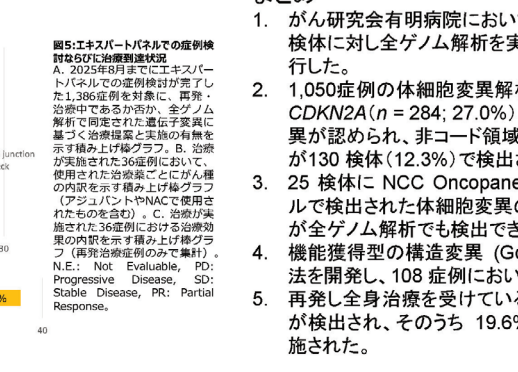 junction
30
%
40
図5:エキスパートパネルでの症例検
討ならびに治療到達状況
A. 2025年8月までにエキスパー
トパネルでの症例検討が完了し
た1,386症例を対象に、再発・
治療中であるか否か、全ゲノム
解析で同定された遺伝子変異に
基づく治療提案と実施の有無を
示す積み上げ棒グラフ。B. 治療
が実施された36症例において、
使用された治療薬ごとにがん種
の内訳を示す積み上げ棒グラフ
(アジュバントやNACで使用さ
れたものを含む)。C. 治療が実
施された36症例における治療効
果の内訳を示す積み上げ棒グラ
フ(再発治療症例のみで集計)。
N.E.: Not Evaluable, PD:
Progressive Disease, SD:
Stable Disease, PR: Partial
Response.
1. がん研究会有明病院におい
検体に対し全ゲノム解析を実
行した。
2. 1,050症例の体細胞変異解
CDKN2A(n = 284; 27.0%)
異が認められ、非コード領域
が130 検体(12.3%)で検出
3. 25 検体に NCC Oncopane
ルで検出された体細胞変異の
が全ゲノム解析でも検出でき
4. 機能獲得型の構造変異 (Go
法を開発し、108 症例におい
5. 再発し全身治療を受けている
が検出され、そのうち 19.6%
施された。